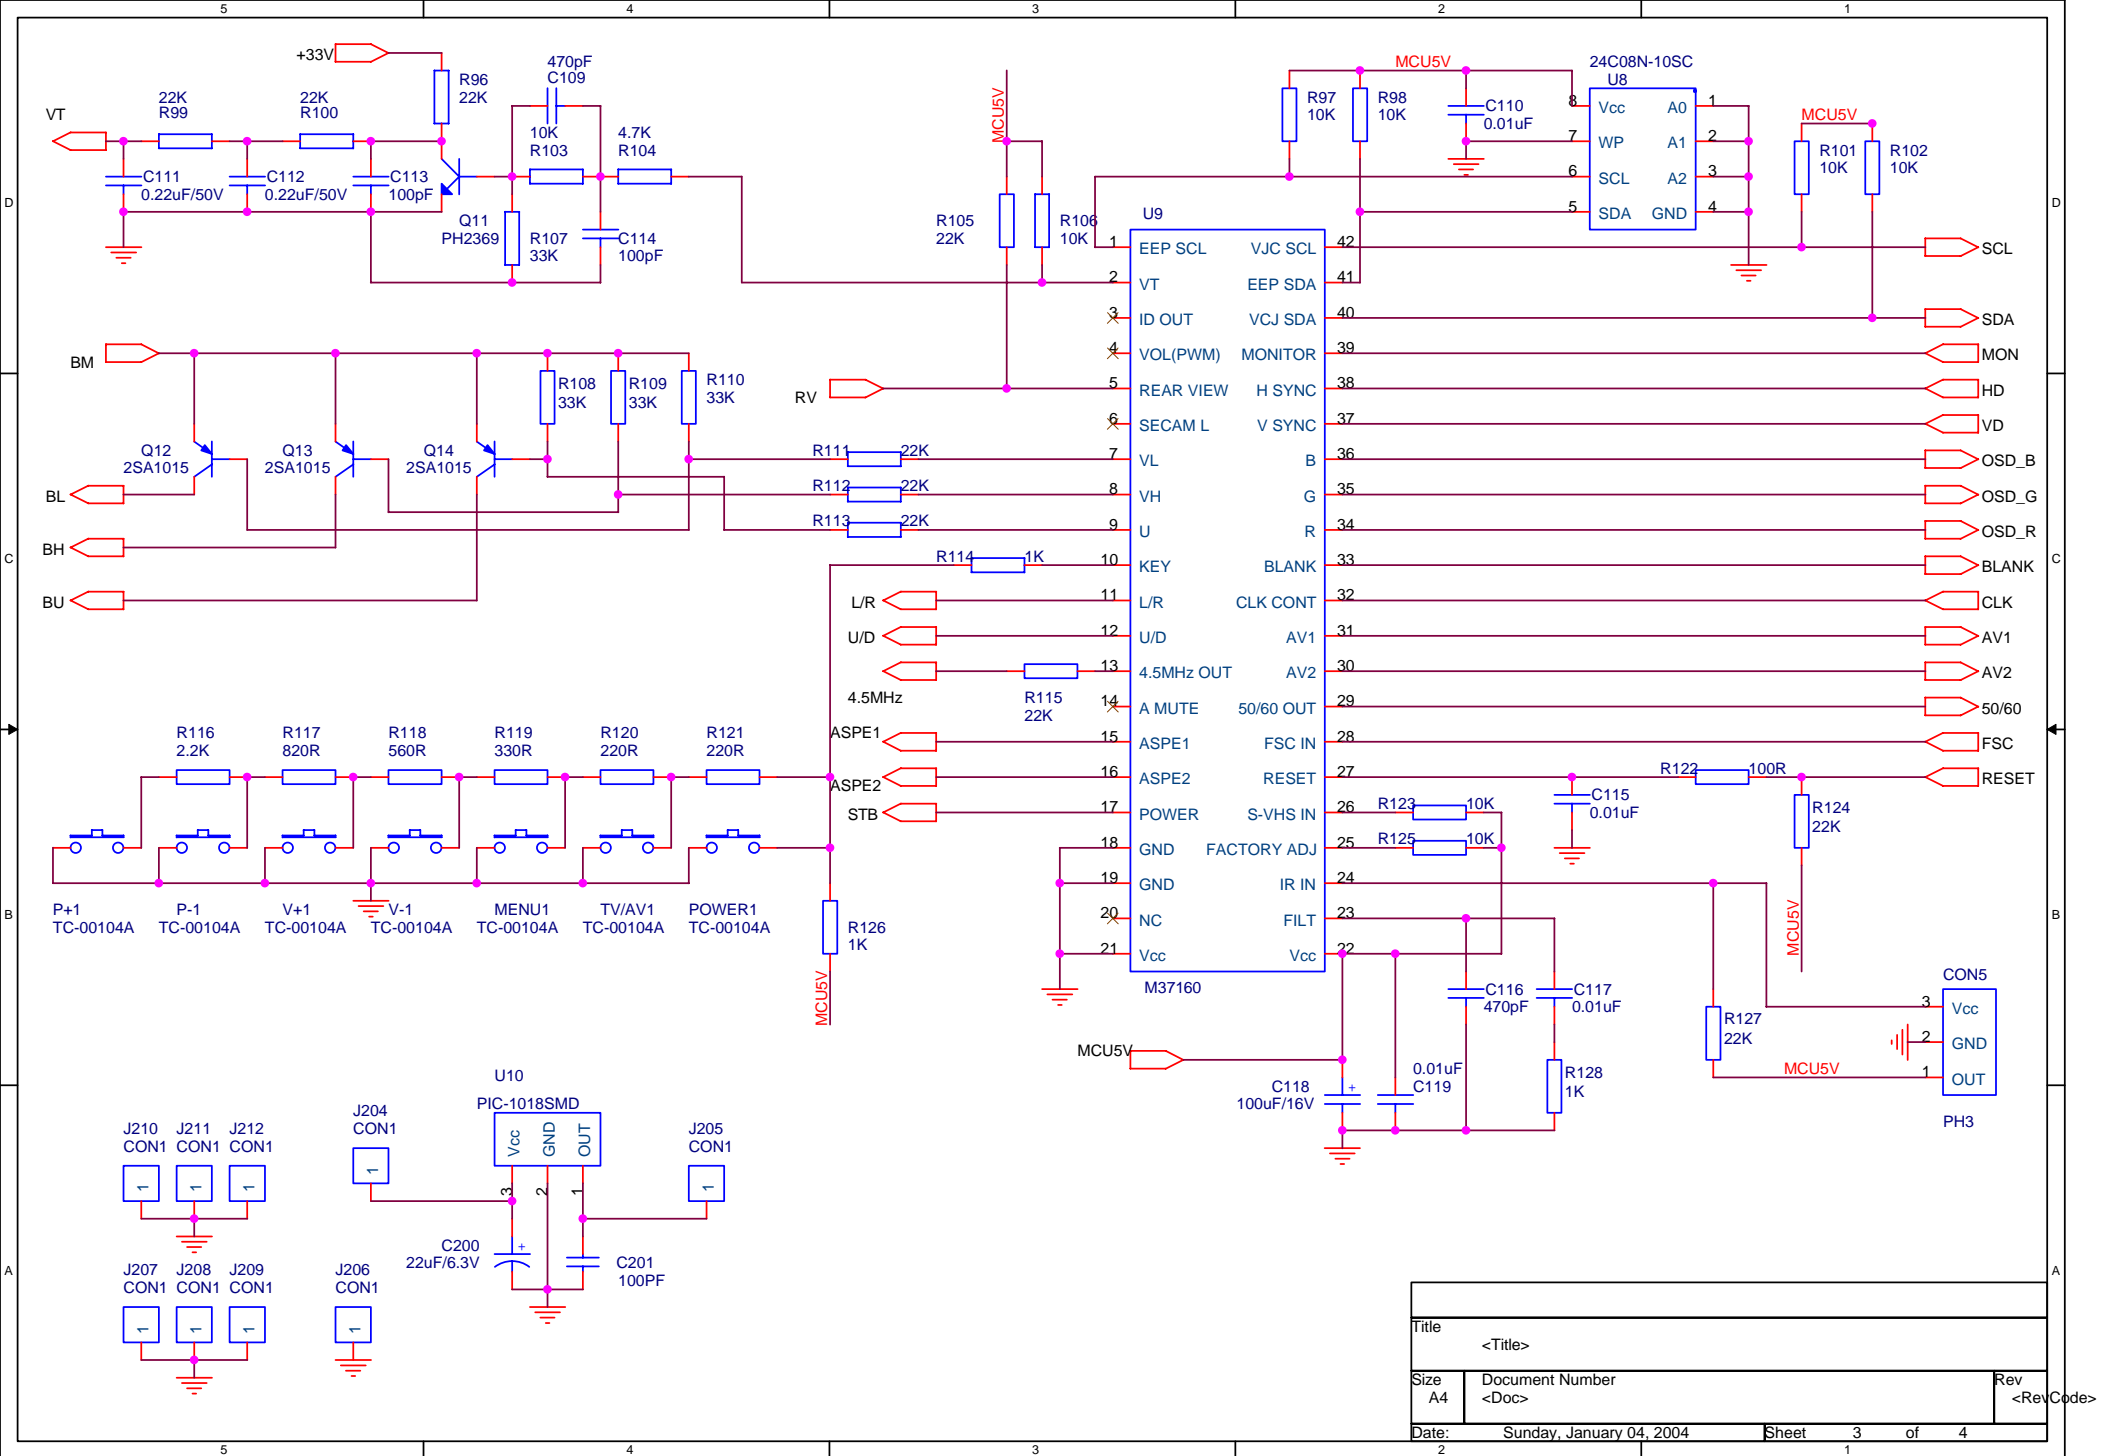 5 4 3 2 1
+33V
R96
22K
470pF
C109
22K
R99
22K
R100
VT
10K
R103
4.7K
R104
C111
0.22uF/50V
C112
0.22uF/50V
C113
100pF
Q11
PH2369
R107
33K
C114
100pF
MCU5V
R105
22K
R106
10K
MCU5V
R97
10K
R98
10K
C110
0.01uF
24C08N-10SC
U8
8 Vcc A0 1
7 WP A1 2
6 SCL A2 3
5 SDA GND 4
MCU5V
R101
10K
R102
10K
D
D
U9
1 EEP SCL VJC SCL 42 SCL
2 VT EEP SDA 41
3 ID OUT VCJ SDA 40 SDA
4 VOL(PWM) MONITOR 39 MON
RV 5 REAR VIEW H SYNC 38 HD
6 SECAM L V SYNC 37 VD
R111 22K 7 VL B 36 OSD_B
R112 22K 8 VH G 35 OSD_G
R113 22K 9 U R 34 OSD_R
R114 1K 10 KEY BLANK 33 BLANK
L/R 11 L/R CLK CONT 32 CLK
U/D 12 U/D AV1 31 AV1
13 4.5MHz OUT AV2 30 AV2
4.5MHz
R115
22K
14 A MUTE 50/60 OUT 29 50/60
ASPE1 15 ASPE1 FSC IN 28 FSC
ASPE2 16 ASPE2 RESET 27 R122 100R RESET
STB 17 POWER S-VHS IN 26 R123 10K
18 GND FACTORY ADJ 25 R125 10K
19 GND IR IN 24
20 NC FILT 23
21 Vcc Vcc 22
M37160
BM
R108
33K
R109
33K
R110
33K
Q12
2SA1015
Q13
2SA1015
Q14
2SA1015
BL
BH
BU
C
C
C115
0.01uF
R124
22K
MCU5V
R116
2.2K
R117
820R
R118
560R
R119
330R
R120
220R
R121
220R
P+1
TC-00104A
P-1
TC-00104A
V+1
TC-00104A
V-1
TC-00104A
MENU1
TC-00104A
TV/AV1
TC-00104A
POWER1
TC-00104A
R126
1K
MCU5V
B
B
C116
470pF
C117
0.01uF
R127
22K
MCU5V
CON5
3 Vcc
2 GND
1 OUT
PH3
MCU5V
C118
100uF/16V
+
0.01uF
C119
R128
1K
U10
PIC-1018SMD
Vcc GND OUT
3 2 1
J204
CON1
1
J205
CON1
1
J210
CON1
1
J211
CON1
1
J212
CON1
1
C200
22uF/6.3V
+
C201
100PF
J207
CON1
1
J208
CON1
1
J209
CON1
1
J206
CON1
1
A
A
Title
<Title>
Size
A4
Document Number
<Doc>
Rev
<RevCode>
Date: Sunday, January 04, 2004 Sheet 3 of 4
5 4 3 2 1